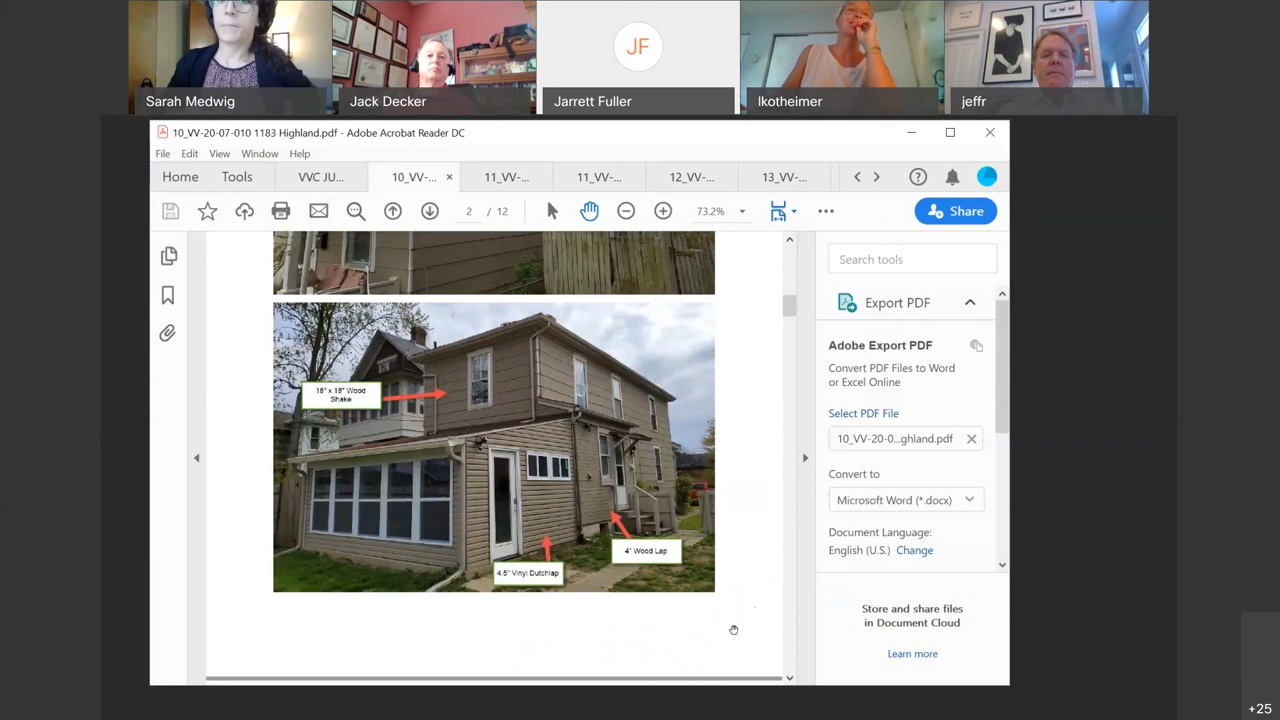 Sarah Medwig
Jack Decker
JF
Jarrett Fuller
lkotheimer
jeffr
10_VV-20-07-010 1183 Highland.pdf - Adobe Acrobat Reader DC
File Edit View Window Help
Home Tools VVC JU... 10_VV-... × 11_VV-... 11_VV-... 12_VV-... 13_VV-...
2 / 12 73.2% Share
Search tools
Export PDF
Adobe Export PDF
Convert PDF Files to Word
or Excel Online
Select PDF File
10_VV-20-0...ghland.pdf
Convert to
Microsoft Word (*.docx)
Document Language:
English (U.S.) Change
Store and share files
in Document Cloud
Learn more
16" x 18" Wood
Shake
4" Wood Lap
4.5" Vinyl Dutchlap
+25